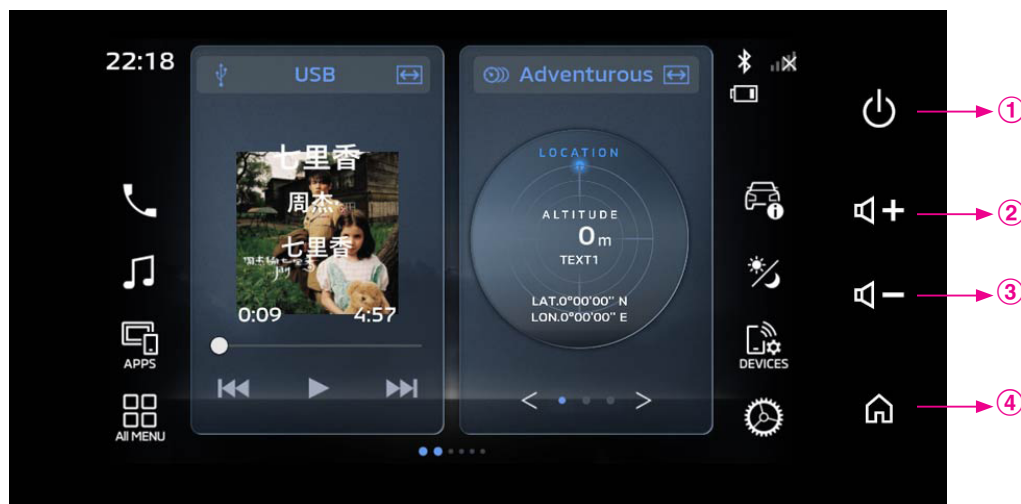 22:18
USB
Adventurous
七里香
周杰
七里香
0:09
4:57
LOCATION
ALTITUDE
0m
TEXT1
LAT.0°00'00" N
LON.0°00'00" E
APPS
All MENU
DEVICES
1
2
3
4